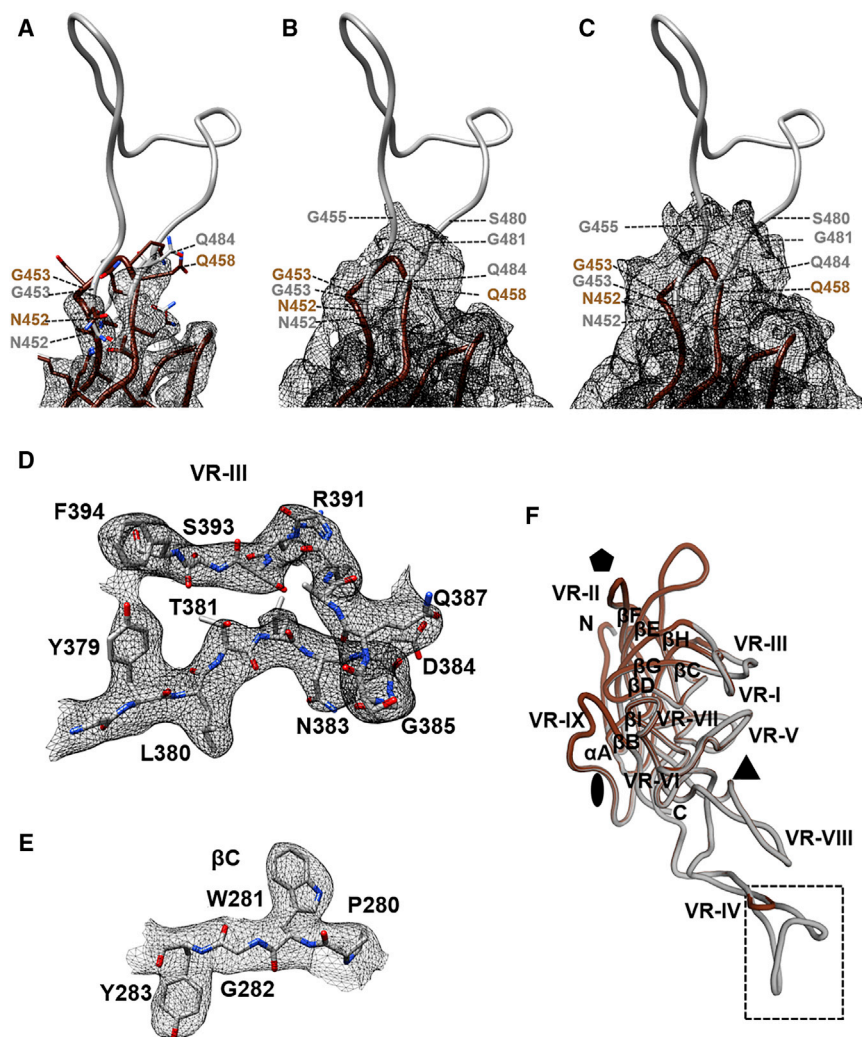 A
Q484
Q458
G453
G453
N452
N452
B
G455
S480
G481
G453
G453
N452
N452
Q484
Q458
C
G455
S480
G481
G453
G453
N452
N452
Q484
Q458
D
VR-III
F394
S393
R391
T381
Q387
Y379
D384
N383
G385
L380
E
βC
W281
P280
Y283
G282
F
VR-II
N
βF
βE
βH
VR-III
βG
βC
βD
VR-I
VR-IX
βI
VR-VII
VR-V
αA
βB
VR-VI
C
VR-VIII
VR-IV